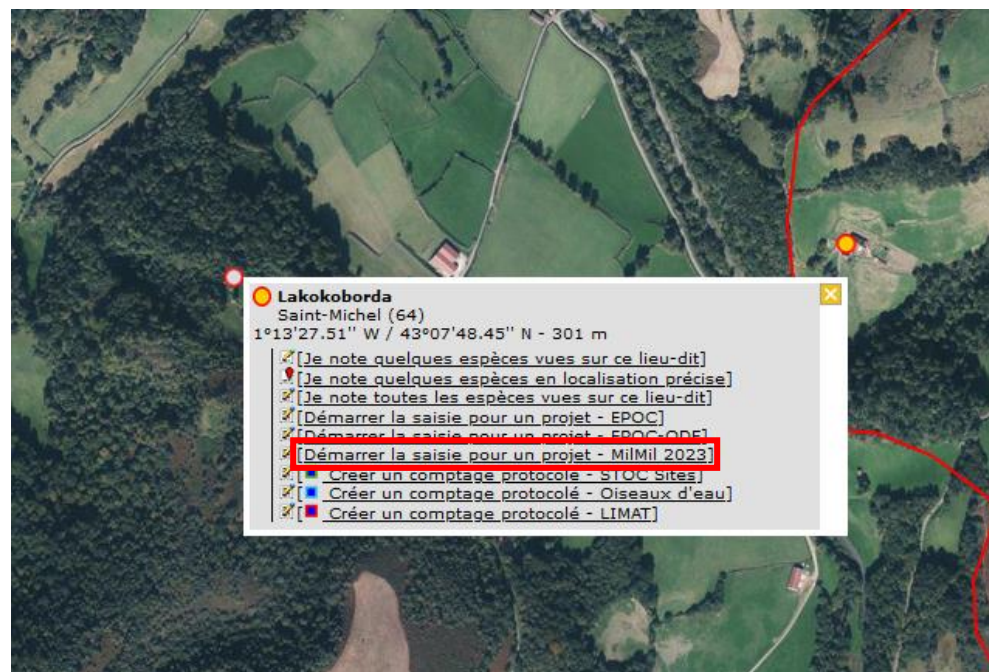 Lakokoborda
Saint-Michel (64)
1°13'27.51'' W / 43°07'48.45'' N - 301 m
[Je note quelques espèces vues sur ce lieu-dit]
[Je note quelques espèces en localisation précise]
[Je note toutes les espèces vues sur ce lieu-dit]
[Démarrer la saisie pour un projet - EPOC]
[Démarrer la saisie pour un projet - EPOC-ODF]
[Démarrer la saisie pour un projet - MilMil 2023]
[ Créer un comptage protocolé - STOC Sites]
[ Créer un comptage protocolé - Oiseaux d'eau]
[ Créer un comptage protocolé - LIMAT]